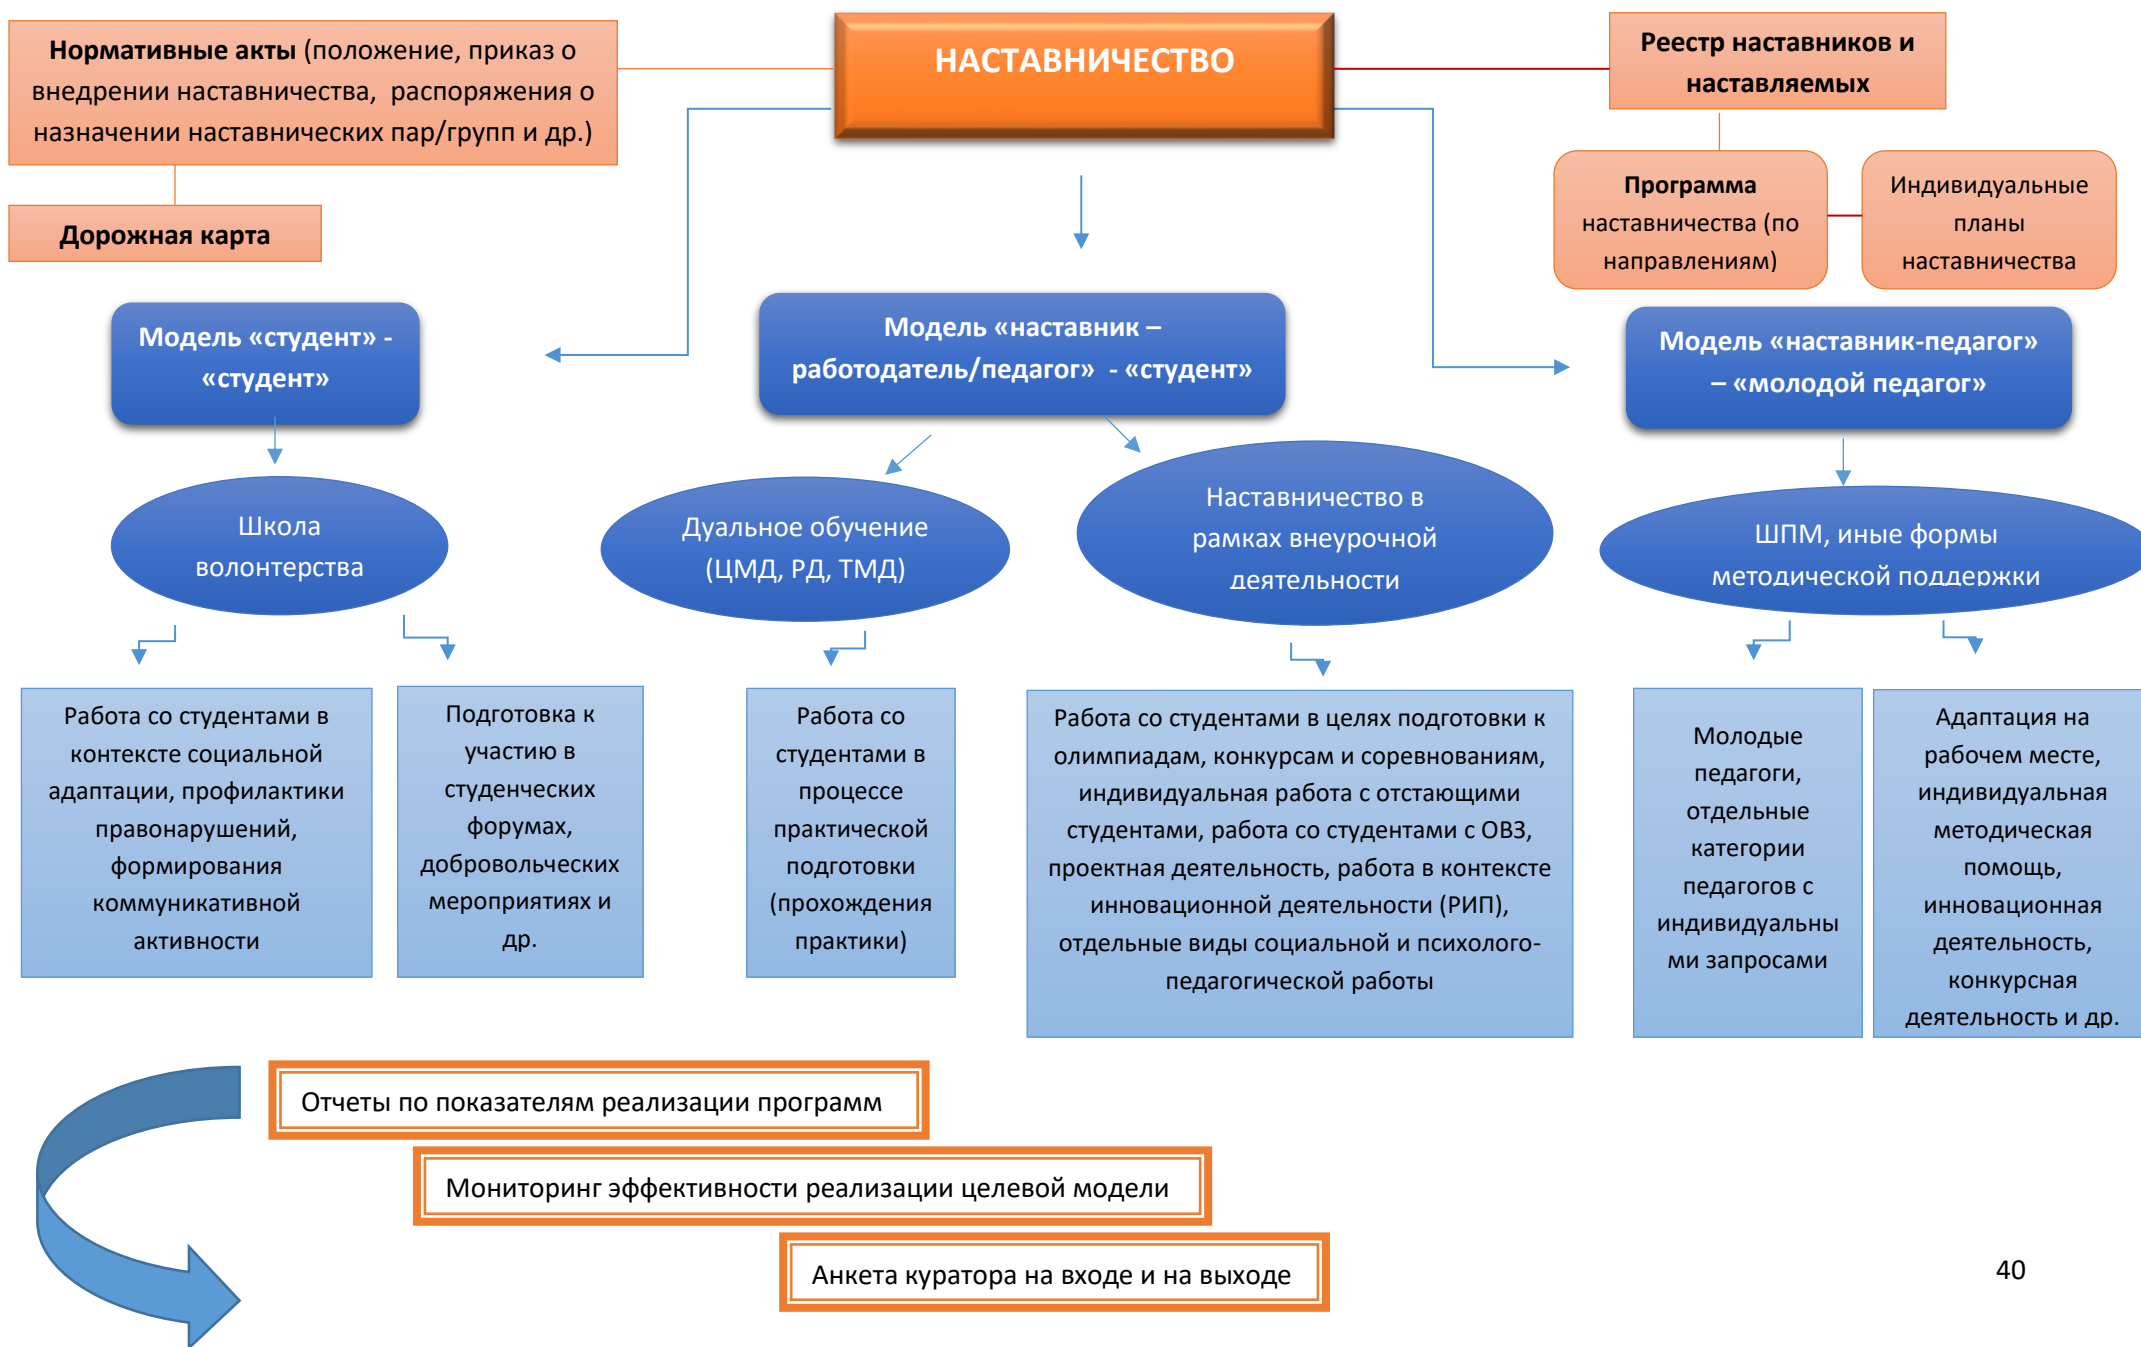 Нормативные акты (положение, приказ о
внедрении наставничества, распоряжения о
назначении наставнических пар/групп и др.)
НАСТАВНИЧЕСТВО
Реестр наставников и
наставляемых
Дорожная карта
Программа
наставничества (по
направлениям)
Индивидуальные
планы
наставничества
Модель «студент» -
«студент»
Модель «наставник –
работодатель/педагог» - «студент»
Модель «наставник-педагог»
– «молодой педагог»
Школа
волонтерства
Дуальное обучение
(ЦМД, РД, ТМД)
Наставничество в
рамках внеурочной
деятельности
ШПМ, иные формы
методической поддержки
Работа со студентами в
контексте социальной
адаптации, профилактики
правонарушений,
формирования
коммуникативной
активности
Подготовка к
участию в
студенческих
форумах,
добровольческих
мероприятиях и
др.
Работа со
студентами в
процессе
практической
подготовки
(прохождения
практики)
Работа со студентами в целях подготовки к
олимпиадам, конкурсам и соревнованиям,
индивидуальная работа с отстающими
студентами, работа со студентами с ОВЗ,
проектная деятельность, работа в контексте
инновационной деятельности (РИП),
отдельные виды социальной и психолого-
педагогической работы
Молодые
педагоги,
отдельные
категории
педагогов с
индивидуальны
ми запросами
Адаптация на
рабочем месте,
индивидуальная
методическая
помощь,
инновационная
деятельность,
конкурсная
деятельность и др.
Отчеты по показателям реализации программ
Мониторинг эффективности реализации целевой модели
Анкета куратора на входе и на выходе
40